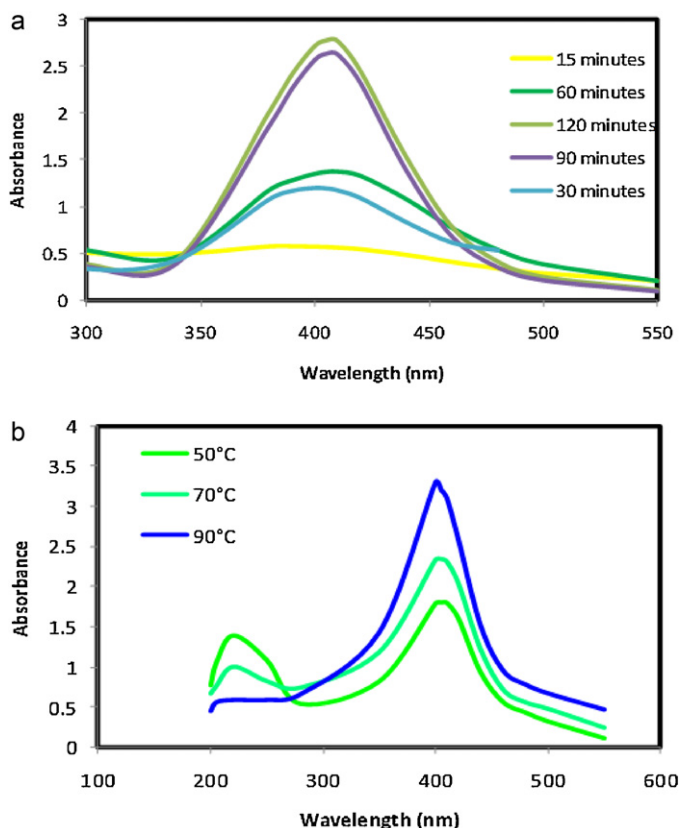 a
3
2.5
2
1.5
1
0.5
0
Absorbance
15 minutes
60 minutes
120 minutes
90 minutes
30 minutes
300 350 400 450 500 550
Wavelength (nm)
b
4
3.5
3
2.5
2
1.5
1
0.5
0
Absorbance
50°C
70°C
90°C
100 200 300 400 500 600
Wavelength (nm)